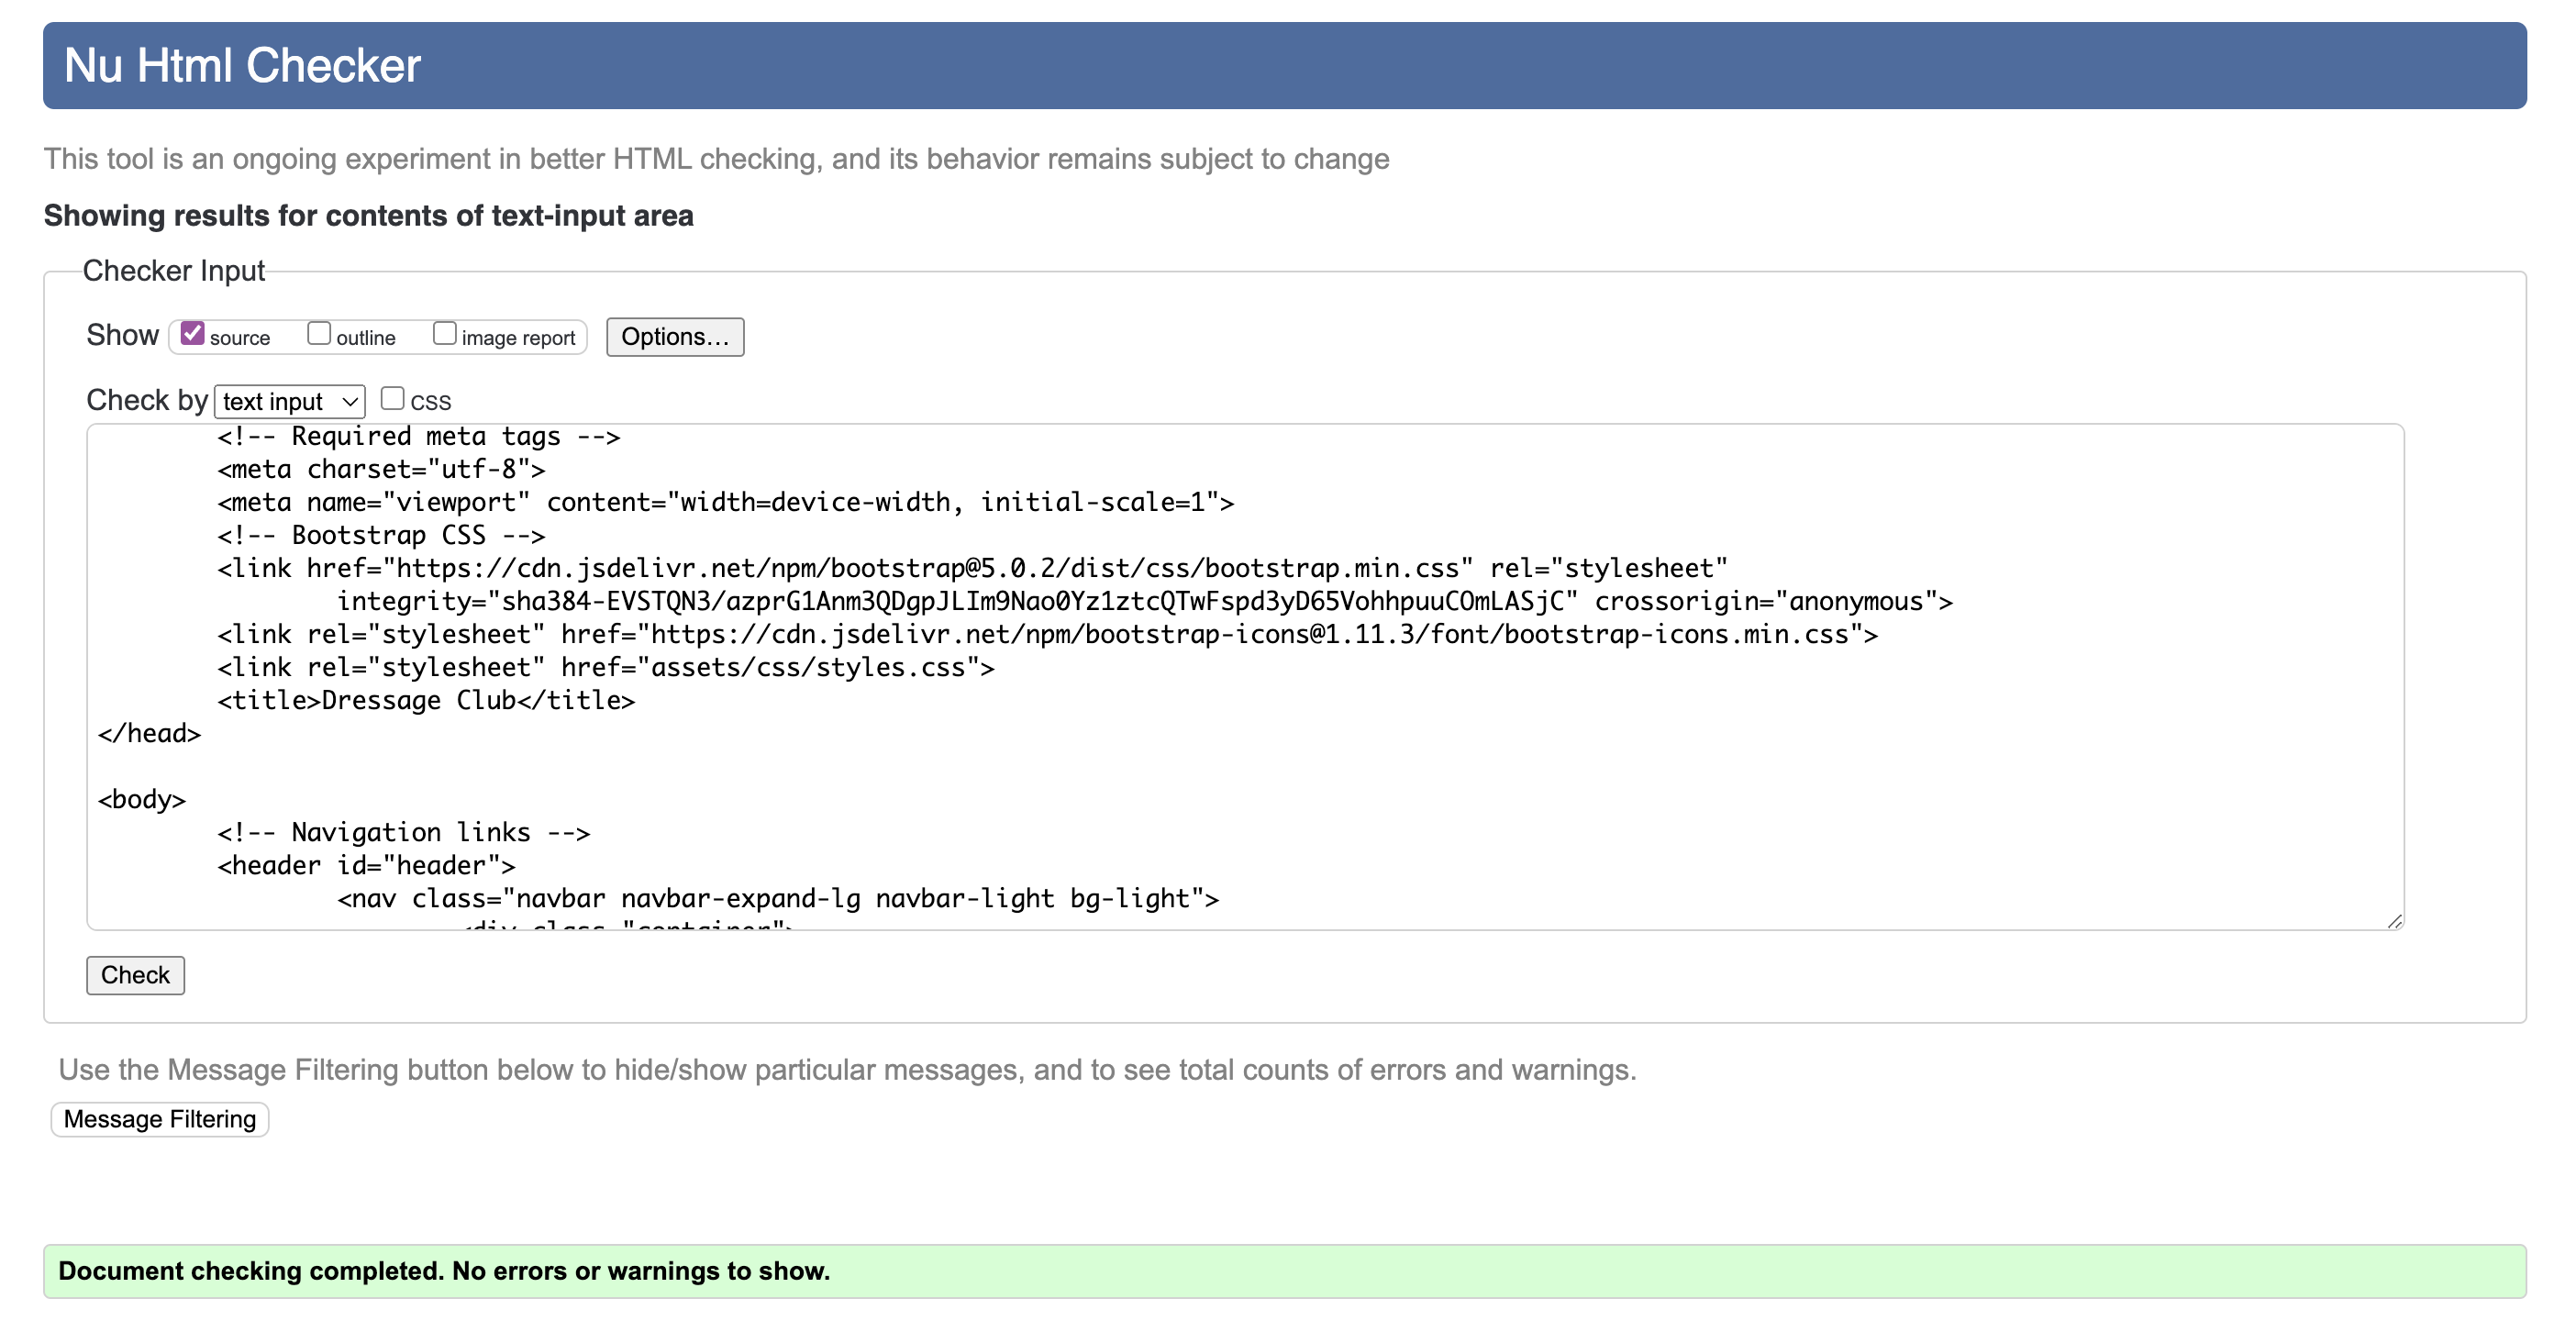 Nu Html Checker
This tool is an ongoing experiment in better HTML checking, and its behavior remains subject to change
Showing results for contents of text-input area
Checker Input
Show source outline image report Options...
Check by text input CSS
<!-- Required meta tags -->
<meta charset="utf-8">
<meta name="viewport" content="width=device-width, initial-scale=1">
<!-- Bootstrap CSS -->
<link href="https://cdn.jsdelivr.net/npm/bootstrap@5.0.2/dist/css/bootstrap.min.css" rel="stylesheet"
integrity="sha384-EVSTQN3/azprG1Anm3QDgpJLIm9Nao0Yz1ztcQTwFspd3yD65VohhpuuCOmLASjC" crossorigin="anonymous">
<link rel="stylesheet" href="https://cdn.jsdelivr.net/npm/bootstrap-icons@1.11.3/font/bootstrap-icons.min.css">
<link rel="stylesheet" href="assets/css/styles.css">
<title>Dressage Club</title>
</head>
<body>
<!-- Navigation links -->
<header id="header">
<nav class="navbar navbar-expand-lg navbar-light bg-light">
<div class="container">
Check
Use the Message Filtering button below to hide/show particular messages, and to see total counts of errors and warnings.
Message Filtering
Document checking completed. No errors or warnings to show.